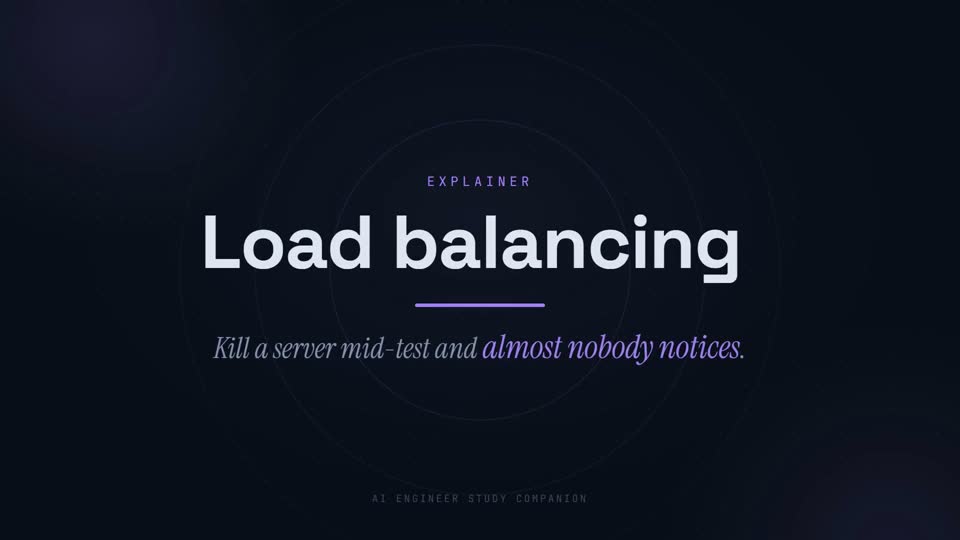 EXPLAINER
Load balancing
Kill a server mid-test and almost nobody notices.
AI ENGINEER STUDY COMPANION